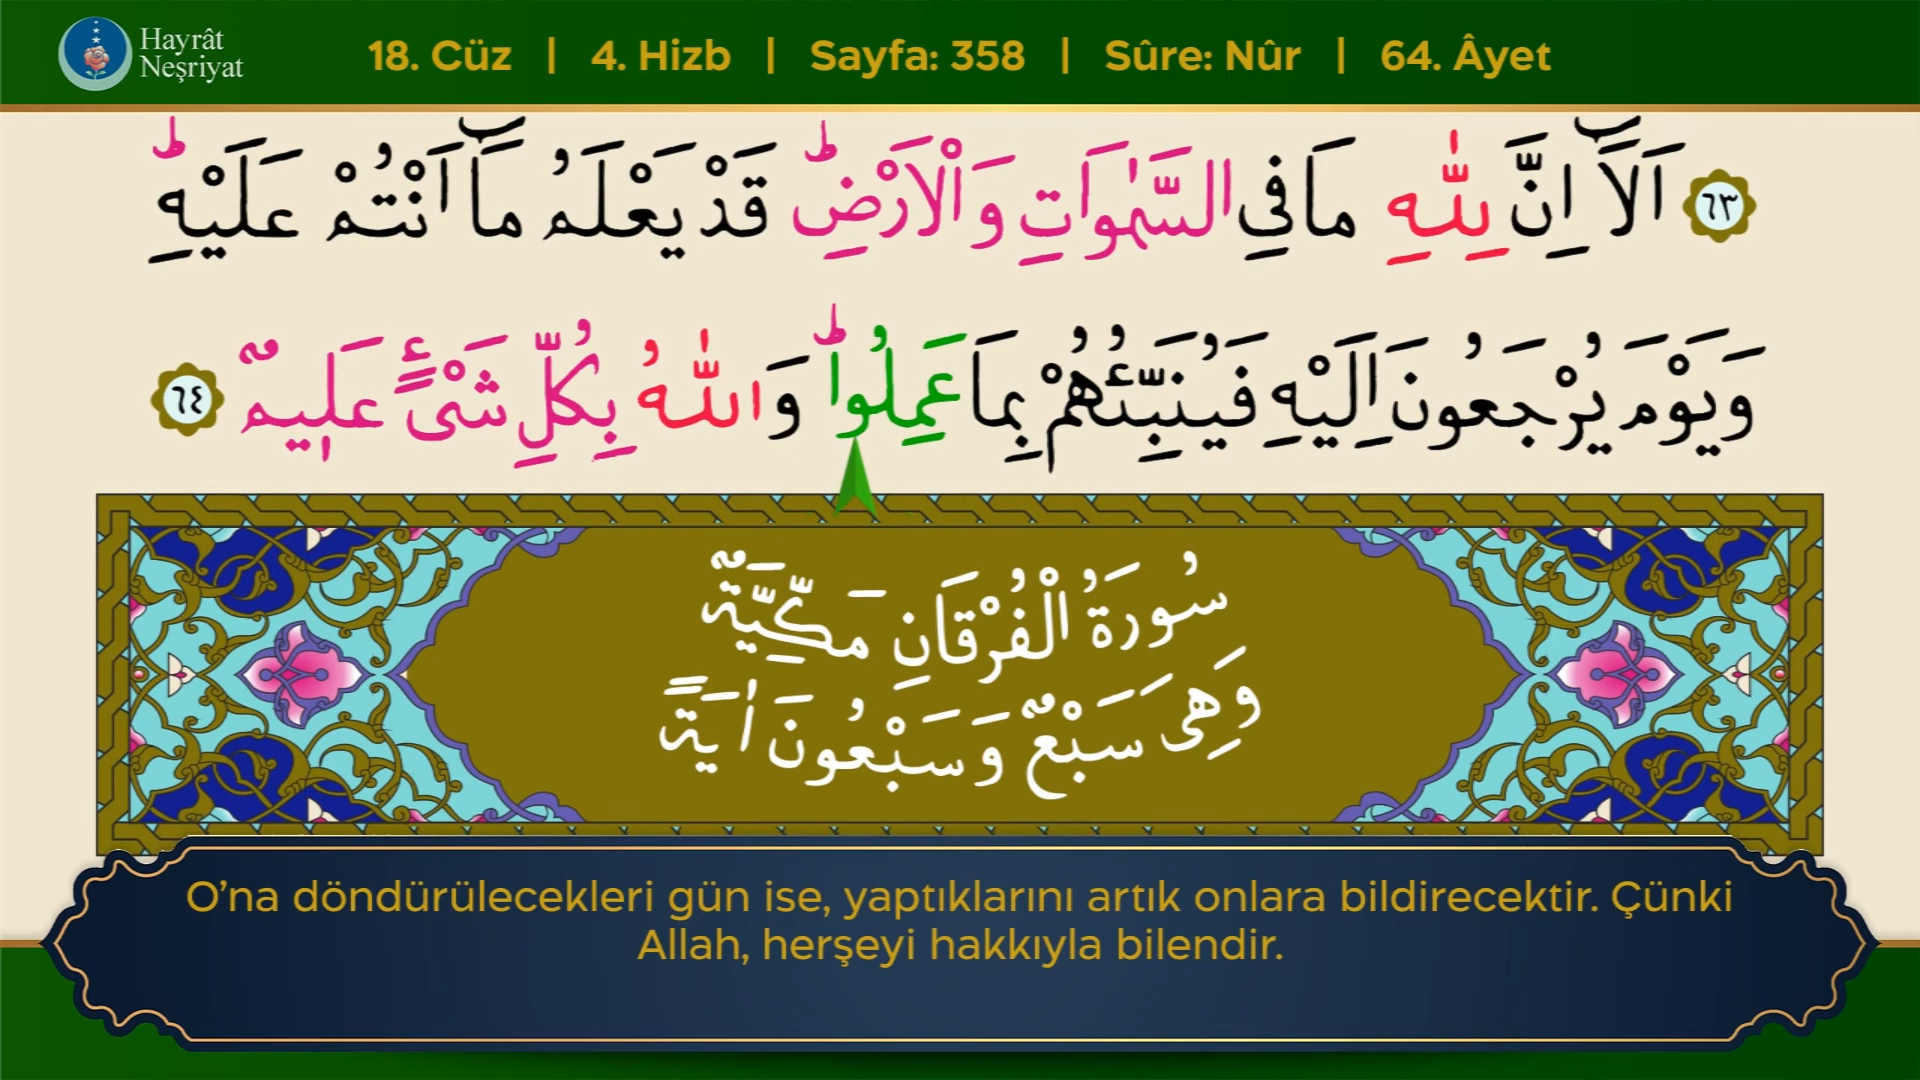 Hayrât
Neşriyat
18. Cüz | 4. Hizb | Sayfa: 358 | Sûre: Nûr | 64. Âyet
٦٣ اَلَٓا اِنَّ لِلّٰهِ مَا فِي السَّمٰوَاتِ وَالْاَرْضِۜ قَدْ يَعْلَمُ مَٓا اَنْتُمْ عَلَيْهِۜ
وَيَوْمَ يُرْجَعُونَ اِلَيْهِ فَيُنَبِّئُهُمْ بِمَا عَمِلُواۜ وَاللّٰهُ بِكُلِّ شَيْءٍ عَلٖيمٌ ٦٤
سُورَةُ الْفُرْقَانِ مَكِّيَّةٌ
وَهِىَ سَبْعٌ وَسَبْعُونَ اٰيَةً
O’na döndürülecekleri gün ise, yaptıklarını artık onlara bildirecektir. Çünki
Allah, herşeyi hakkıyla bilendir.